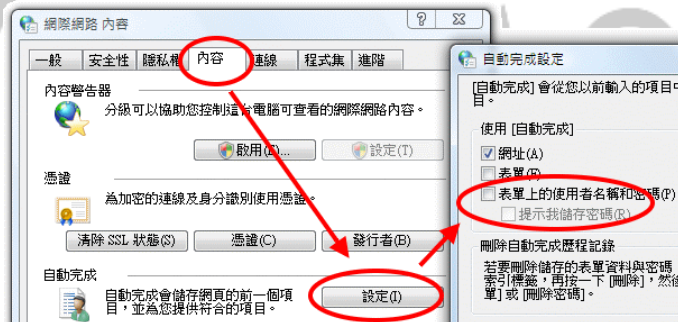 網際網路 內容
一般 安全性 隱私權 內容 連線 程式集 進階
內容警告器
分級可以協助您控制這台電腦可查看的網際網路內容。
啟用(E)... 設定(T)
憑證
為加密的連線及身分識別使用憑證。
清除 SSL 狀態(S) 憑證(C) 發行者(B)
自動完成
自動完成會儲存網頁的前一個項
目,並為您提供符合的項目。
設定(I)
自動完成設定
[自動完成] 會從您以前輸入的項目中
目。
使用 [自動完成]
網址(A)
表單(F)
表單上的使用者名稱和密碼(P)
提示我儲存密碼(R)
刪除自動完成歷程記錄
若要刪除儲存的表單資料與密碼
索引標籤,再按一下 [刪除],然後
單] 或 [刪除密碼]。